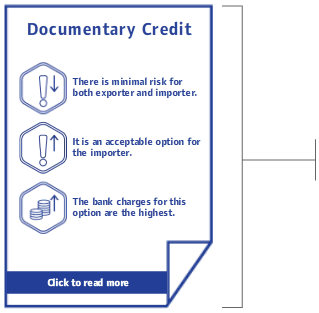 Documentary Credit
There is minimal risk for
both exporter and importer.
It is an acceptable option for
the importer.
The bank charges for this
option are the highest.
Click to read more